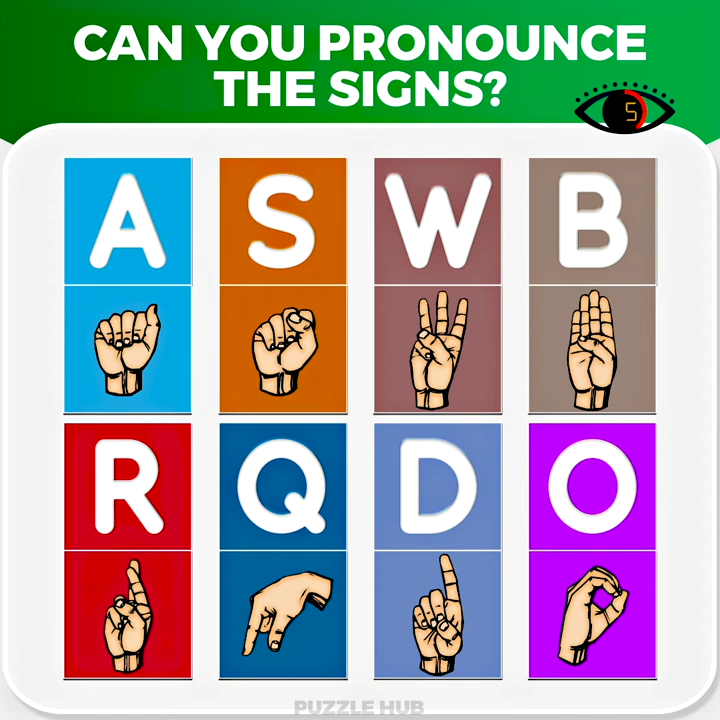 CAN YOU PRONOUNCE
THE SIGNS?
5
A S W B
R Q D O
PUZZLE HUB